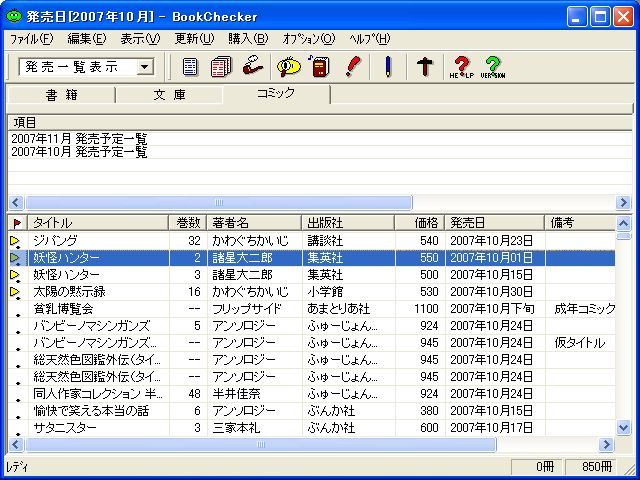 発売日[2007年10月] - BookChecker
ファイル(F) 編集(E) 表示(V) 更新(U) 購入(B) オプション(O) ヘルプ(H)
発売一覧表示 HELP VERSION
書籍 文庫 コミック
項目
2007年11月 発売予定一覧
2007年10月 発売予定一覧
タイトル 巻数 著者名 出版社 価格 発売日 備考
ジパング 32 かわぐちかいじ 講談社 540 2007年10月23日
妖怪ハンター 2 諸星大二郎 集英社 550 2007年10月01日
妖怪ハンター 3 諸星大二郎 集英社 500 2007年10月15日
太陽の黙示録 16 かわぐちかいじ 小学館 530 2007年10月30日
貧乳博覧会 -- フリップサイド あまとりあ社 1100 2007年10月下旬 成年コミック
バンビーノマシンガンズ 5 アンソロジー ふゅーじょん... 924 2007年10月24日
バンビーノマシンガンズ... -- アンソロジー ふゅーじょん... 945 2007年10月24日 仮タイトル
総天然色図鑑外伝(タイ... -- アンソロジー ふゅーじょん... 945 2007年10月24日
総天然色図鑑外伝(タイ... -- アンソロジー ふゅーじょん... 945 2007年10月24日
同人作家コレクション 半... 48 半井佳奈 ふゅーじょん... 924 2007年10月24日
愉快で笑える本当の話 6 アンソロジー ぶんか社 380 2007年10月15日
サタニスター 3 三家本礼 ぶんか社 600 2007年10月17日
レディ 0冊 850冊